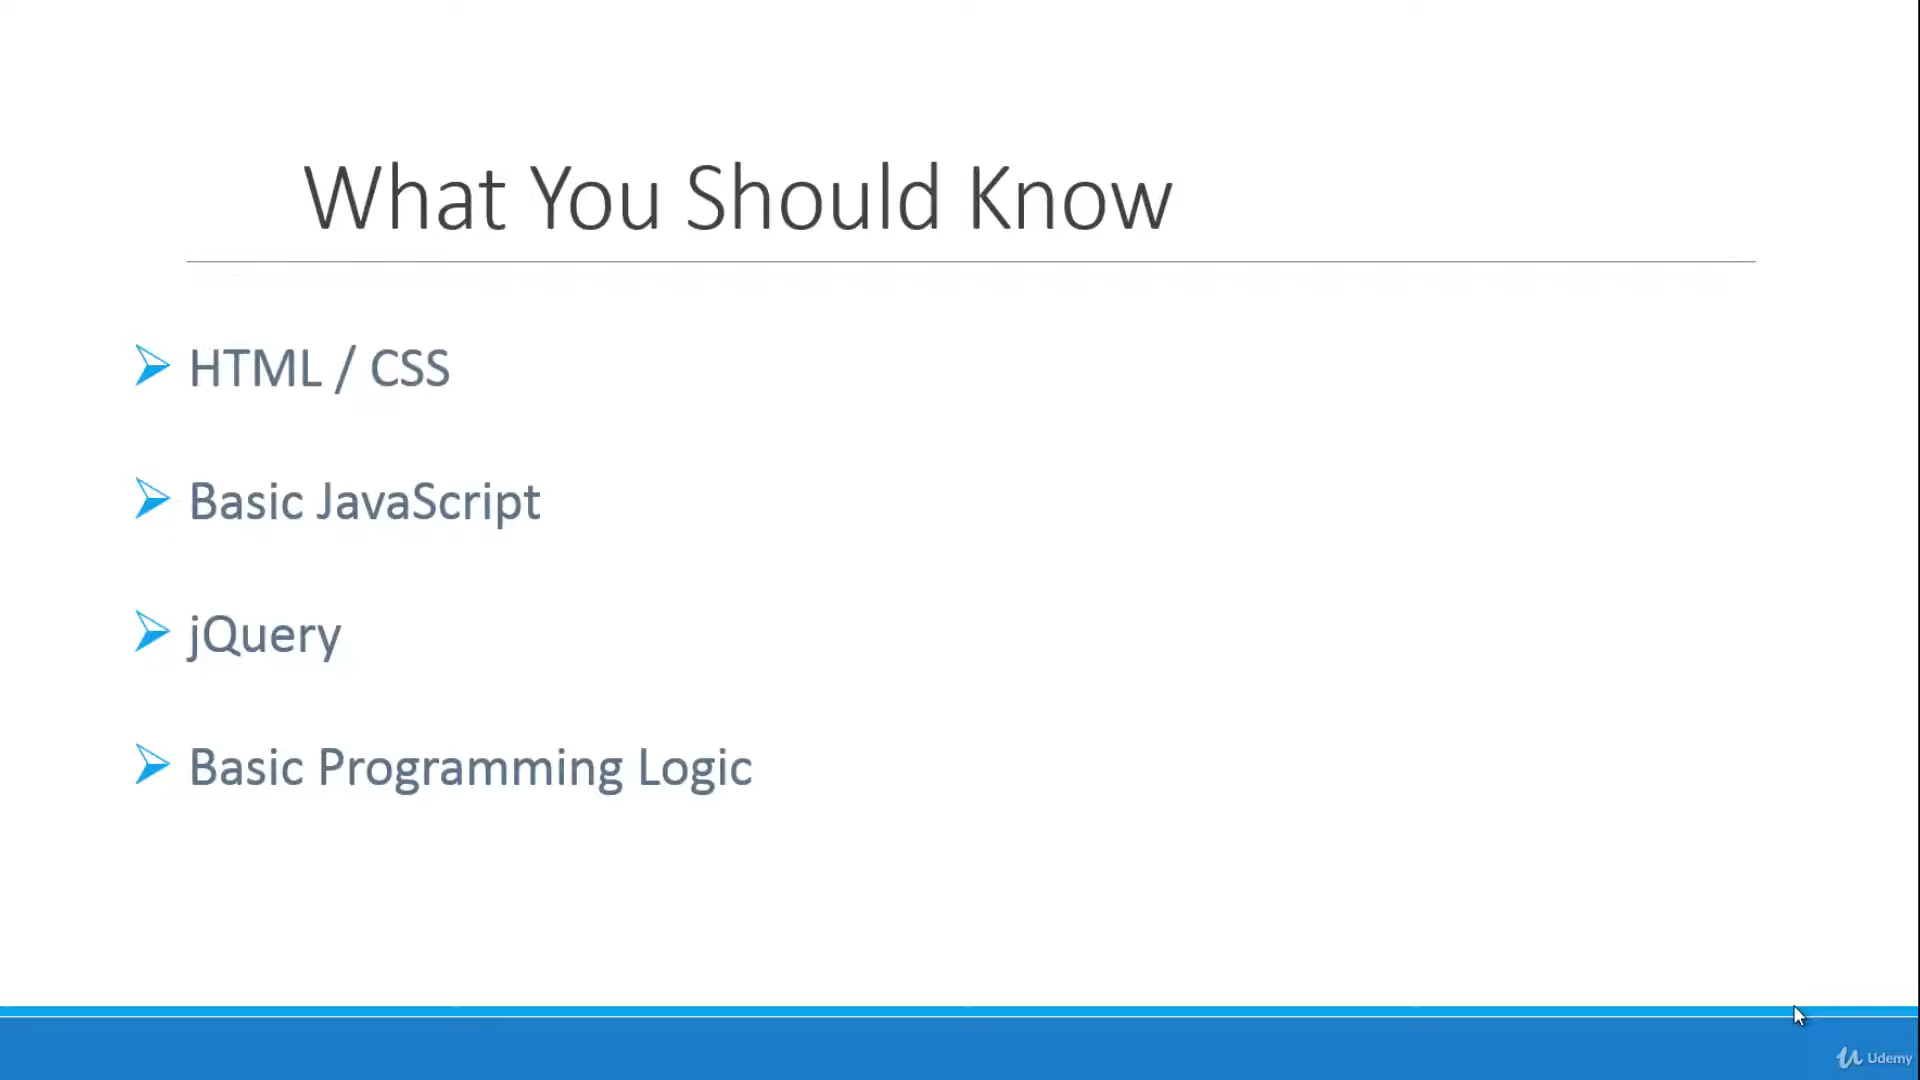 What You Should Know
HTML / CSS
Basic JavaScript
jQuery
Basic Programming Logic
Udemy